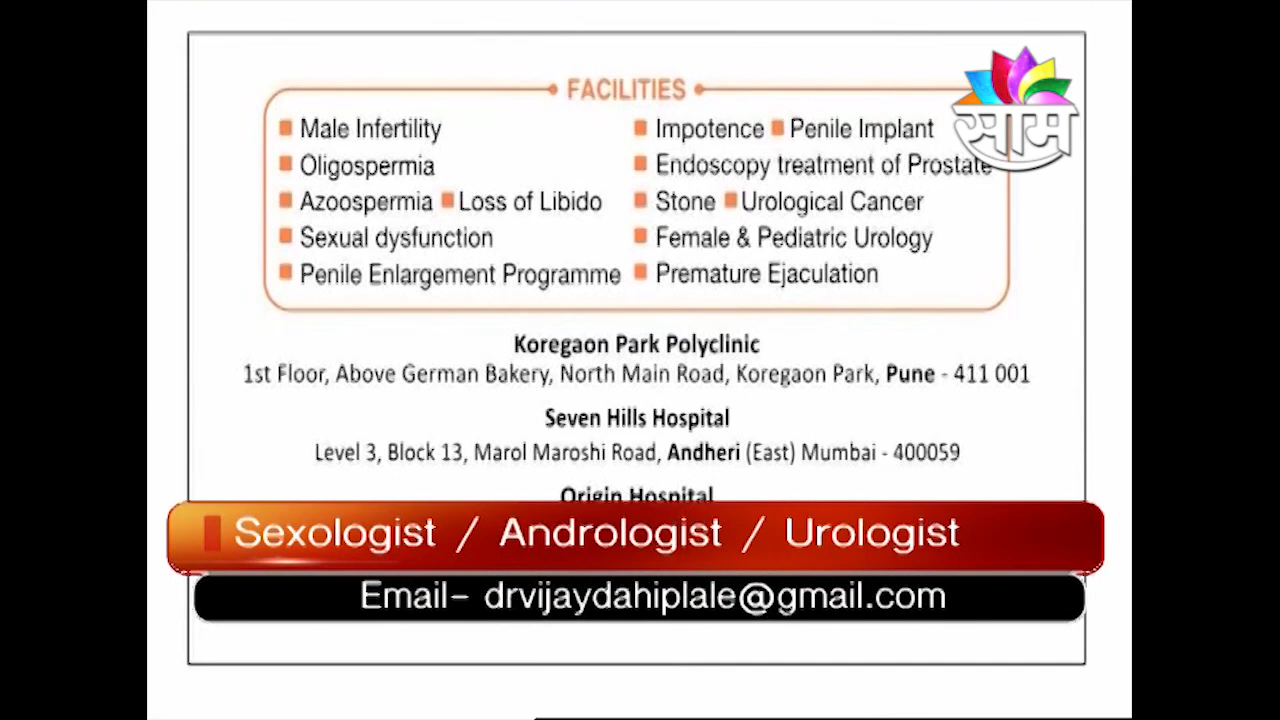 FACILITIES
साम
Male Infertility
Oligospermia
Azoospermia Loss of Libido
Sexual dysfunction
Penile Enlargement Programme
Impotence Penile Implant
Endoscopy treatment of Prostate
Stone Urological Cancer
Female & Pediatric Urology
Premature Ejaculation
Koregaon Park Polyclinic
1st Floor, Above German Bakery, North Main Road, Koregaon Park, Pune - 411 001
Seven Hills Hospital
Level 3, Block 13, Marol Maroshi Road, Andheri (East) Mumbai - 400059
Origin Hospital
Sexologist / Andrologist / Urologist
Email- drvijaydahiplale@gmail.com